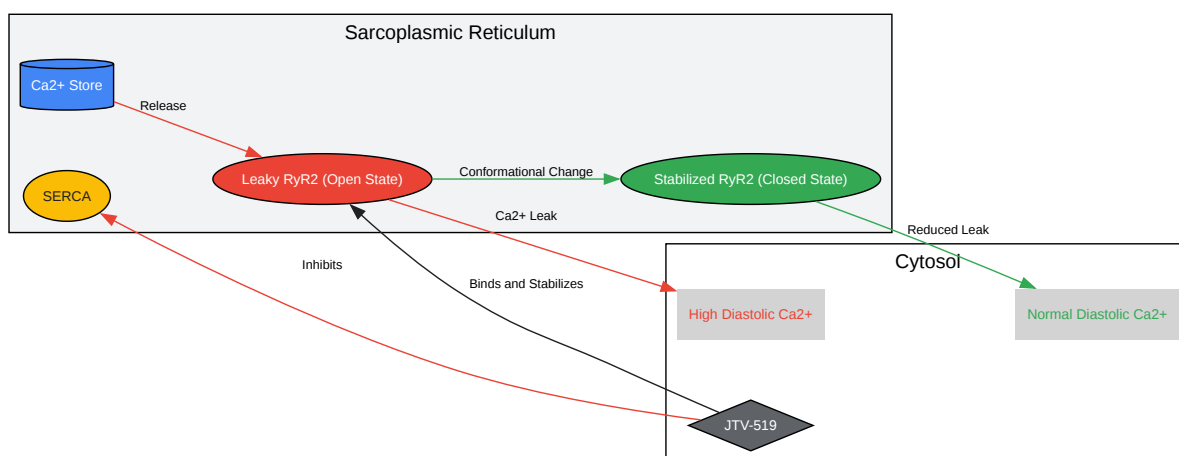 Sarcoplasmic Reticulum
Ca2+ Store
Release
Leaky RyR2 (Open State)
Conformational Change
Stabilized RyR2 (Closed State)
SERCA
Ca2+ Leak
Reduced Leak
Cytosol
Inhibits
Binds and Stabilizes
High Diastolic Ca2+
Normal Diastolic Ca2+
JTV-519